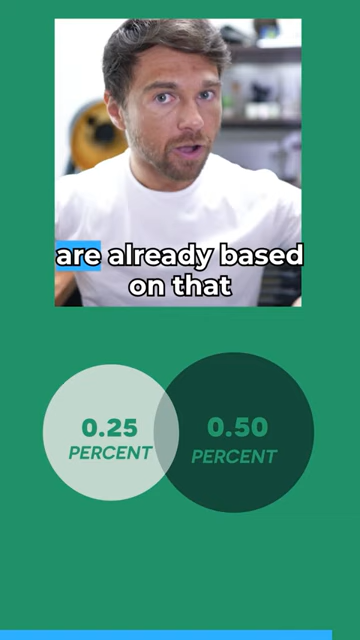 are already based
on that
0.25
PERCENT
0.50
PERCENT